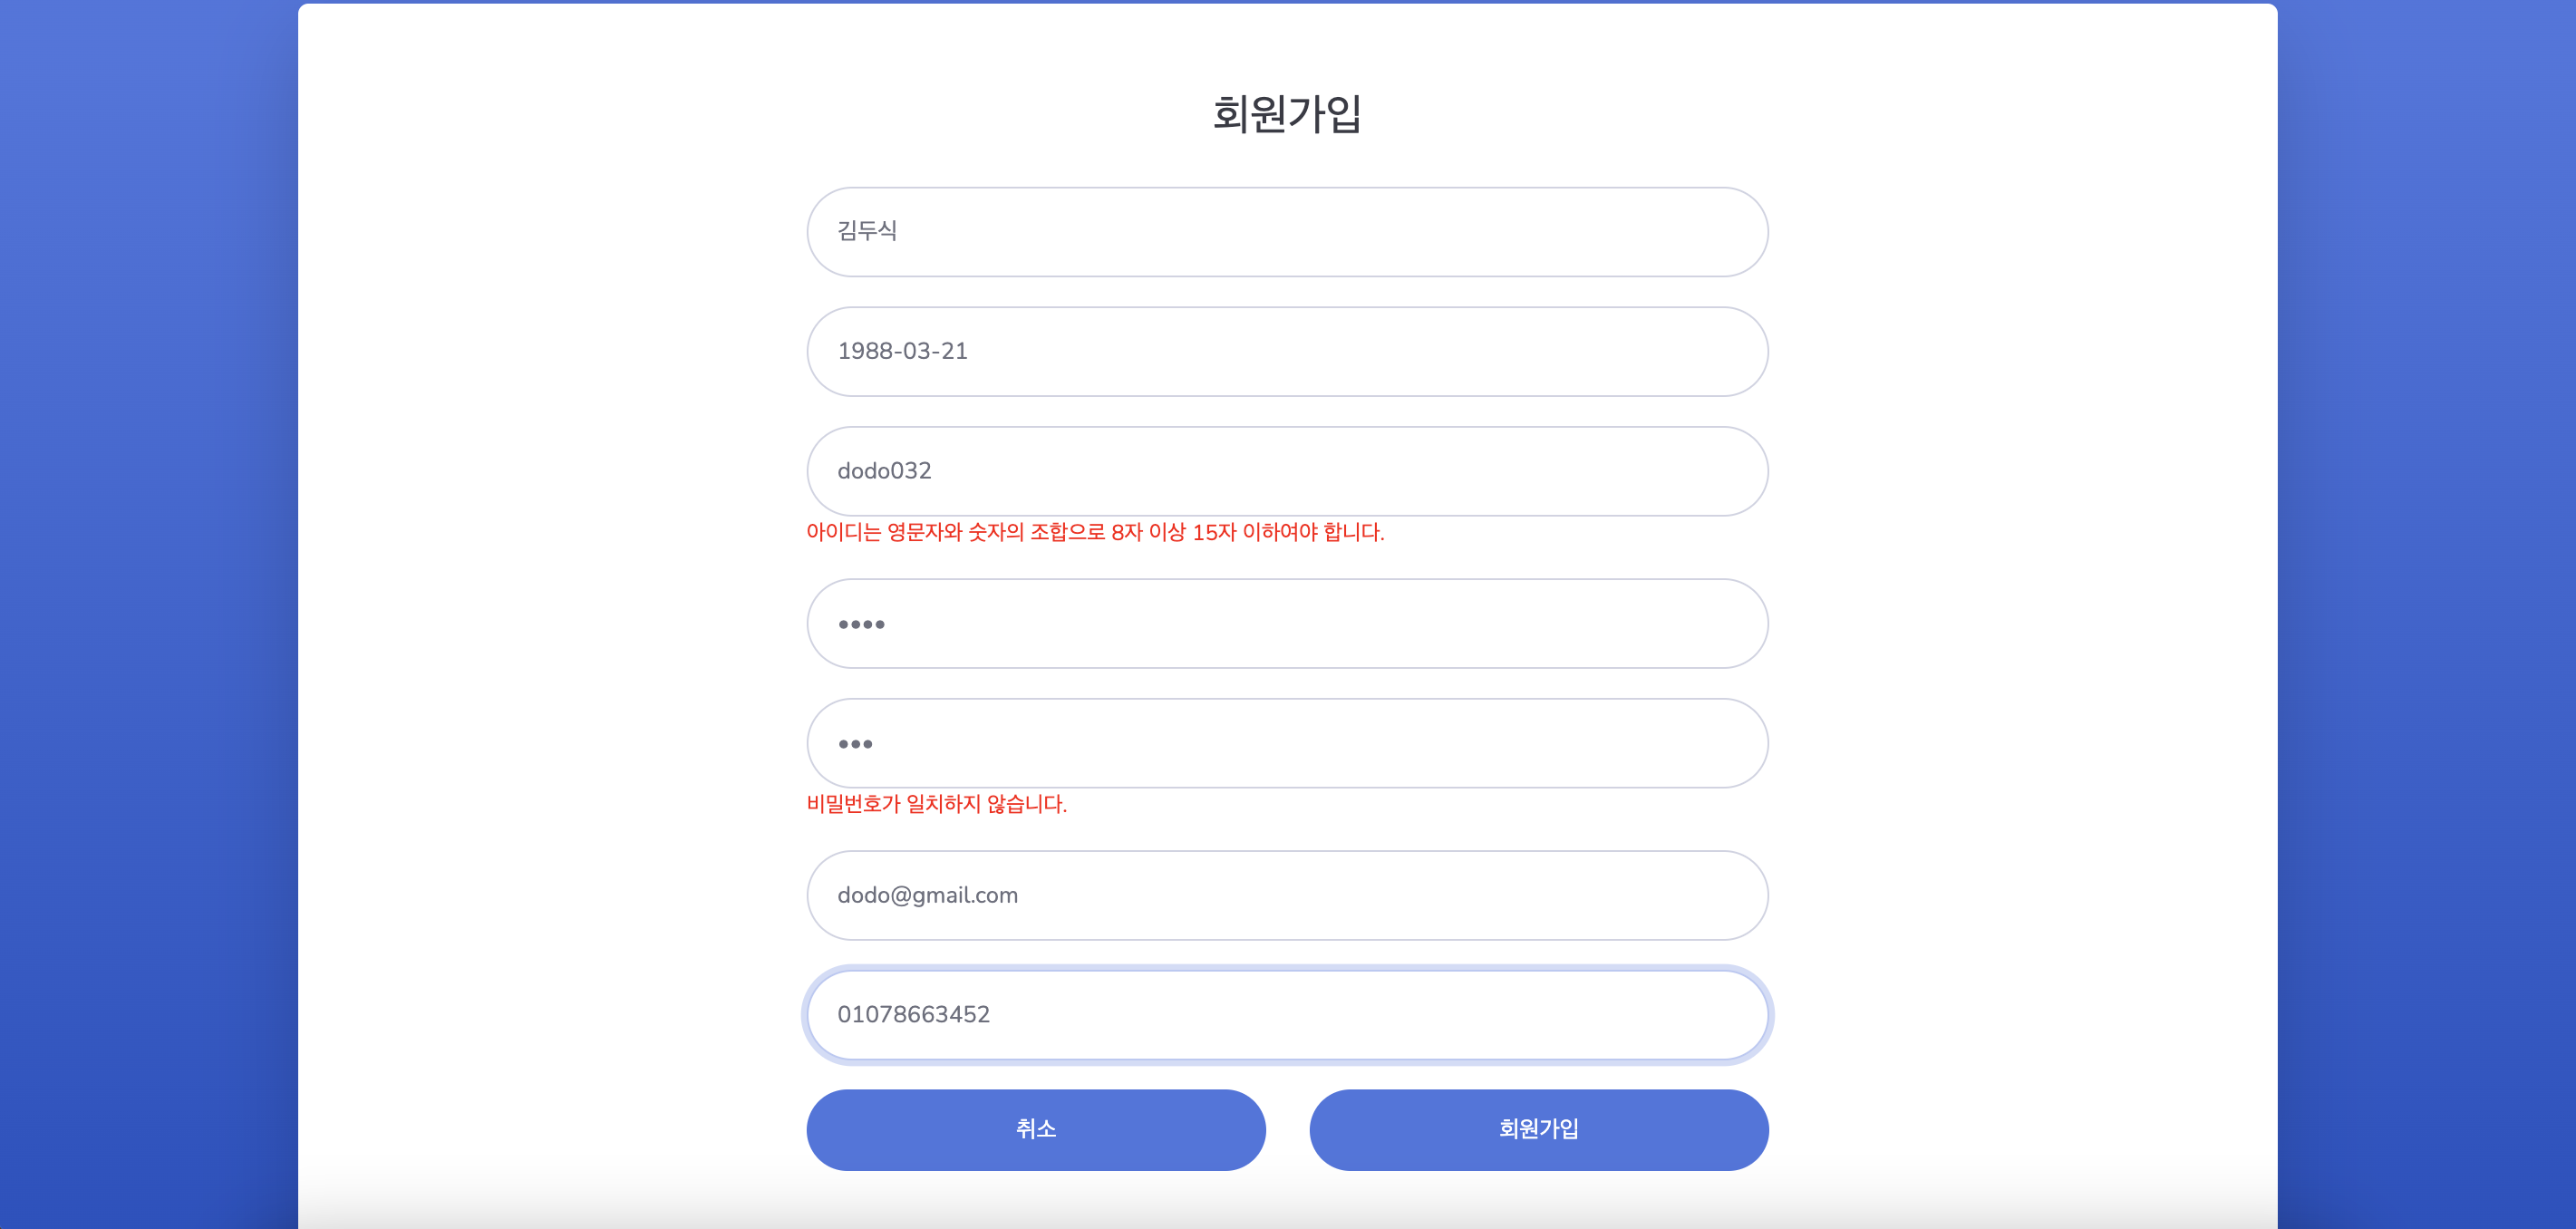 회원가입
김두식
1988-03-21
dodo032
아이디는 영문자와 숫자의 조합으로 8자 이상 15자 이하여야 합니다.
••••
•••
비밀번호가 일치하지 않습니다.
dodo@gmail.com
01078663452
취소 회원가입